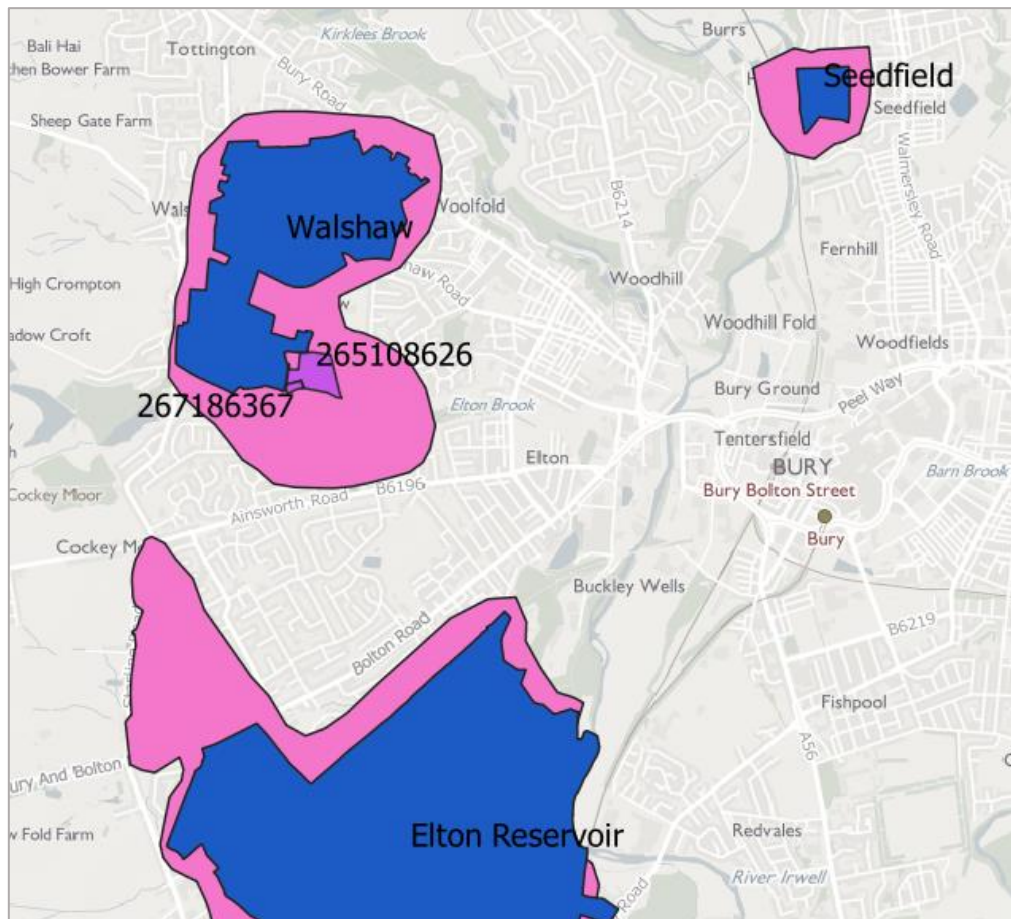 Burrs
Bali Hai
Tottington
Kirklees Brook
chen Bower Farm
Bury Road
Seedfield
Seedfield
Sheep Gate Farm
B6214
Walmersley Road
Wals
Woolfold
Walshaw
Fernhill
haw Road
High Crompton
Woodhill
adow Croft
Woodhill Fold
Woodfields
265108626
Bury Ground
Peel Way
267186367
Elton Brook
Tentersfield
Elton
BURY
Barn Brook
Cockey Moor
B6196
Bury Bolton Street
Ainsworth Road
Bury
Cockey Mo
Buckley Wells
Bolton Road
B6219
Fishpool
A56
ury And Bolton
w Fold Farm
Elton Reservoir
Redvales
River Irwell
Road